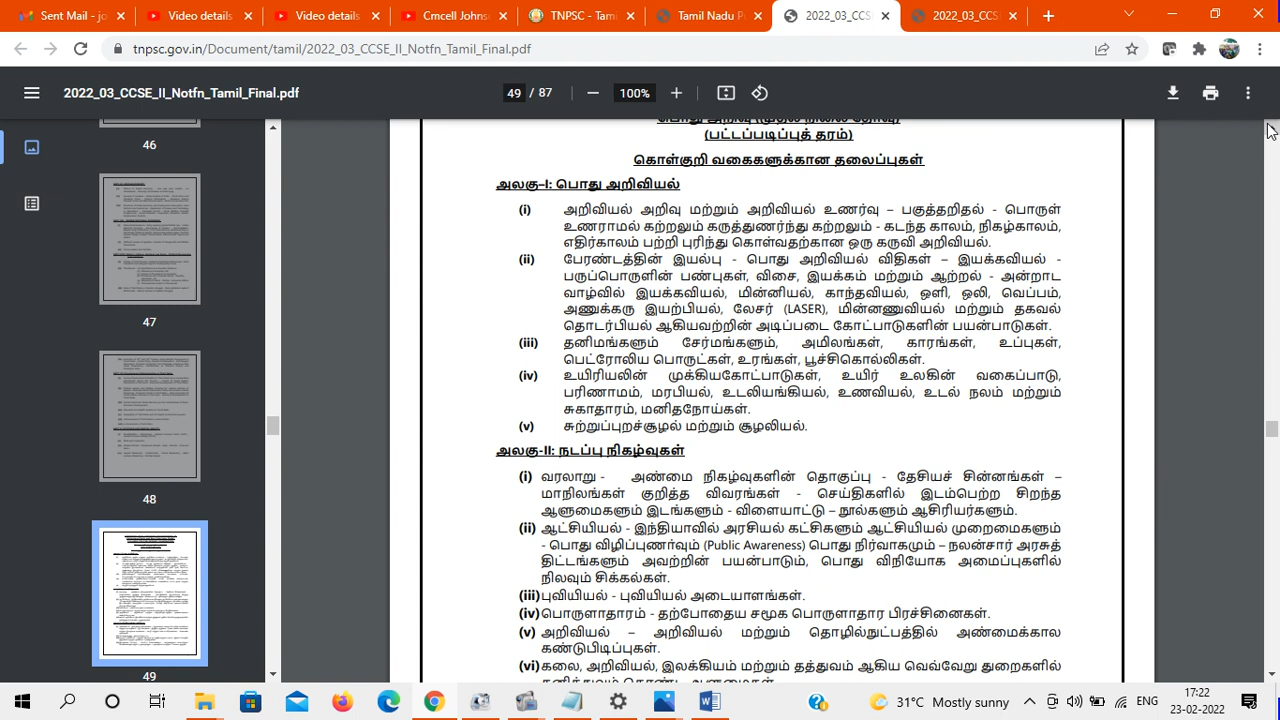 Sent Mail - jo
Video details
Video details
Cmcell Johns
TNPSC - Tami
Tamil Nadu P
2022_03_CCS
2022_03_CCSE
tnpsc.gov.in/Document/tamil/2022_03_CCSE_II_Notfn_Tamil_Final.pdf
2022_03_CCSE_II_Notfn_Tamil_Final.pdf
49 / 87
100%
46
47
48
49
பொது அறிவு (முதல் நிலை தேர்வு)
(பட்டப்படிப்புத் தரம்)
கொள்குறி வகைகளுக்கான தலைப்புகள்
அலகு–I: பொது அறிவியல்
(i) அறிவியல் அறிவு மற்றும் அறிவியல் உணர்வு – பகுத்தறிதல் - பொருள்
உணராமல் கற்றலும் கருத்துணர்ந்து கற்றலும் - கடந்த காலம், நிகழ்காலம்,
எதிர்காலம் பற்றி புரிந்து கொள்வதற்கான ஒரு கருவி அறிவியல்.
(ii) பேரண்டத்தின் இயல்பு - பொது அறிவியல் விதிகள் – இயக்கவியல் -
பருப்பொருளின் பண்புகள், விசை, இயக்கம் மற்றும் ஆற்றல் - அன்றாட
வாழ்வில் இயக்கவியல், மின்னியல், காந்தவியல், ஒளி, ஒலி, வெப்பம்,
அணுக்கரு இயற்பியல், லேசர் (LASER), மின்னணுவியல் மற்றும் தகவல்
தொடர்பியல் ஆகியவற்றின் அடிப்படை கோட்பாடுகளின் பயன்பாடுகள்.
(iii) தனிமங்களும் சேர்மங்களும், அமிலங்கள், காரங்கள், உப்புகள்,
பெட்ரோலிய பொருட்கள், உரங்கள், பூச்சிகொல்லிகள்.
(iv) உயிரியலின் முக்கியகோட்பாடுகள், உயிர் உலகின் வகைப்பாடு,
பரிணாமம், மரபியல், உடலியங்கியல், உணவியல், உடல் நலம் மற்றும்
சுகாதாரம், மனிதநோய்கள்.
(v) சுற்றுப்புறச்சூழல் மற்றும் சூழலியல்.
அலகு-II: நடப்பு நிகழ்வுகள்
(i) வரலாறு - அண்மை நிகழ்வுகளின் தொகுப்பு - தேசியச் சின்னங்கள் –
மாநிலங்கள் குறித்த விவரங்கள் - செய்திகளில் இடம்பெற்ற சிறந்த
ஆளுமைகளும் இடங்களும் - விளையாட்டு – நூல்களும் ஆசிரியர்களும்.
(ii) ஆட்சியியல் - இந்தியாவில் அரசியல் கட்சிகளும் ஆட்சியியல் முறைமைகளும்
- பொது விழிப்புணர்வும் (Public Awareness) பொது நிர்வாகமும் – நலன்சார் அரசுத்
திட்டங்களும் அவற்றின் பயன்பாடும், பொது விநியோக அமைப்புகளில்
நிலவும் சிக்கல்கள்.
(iii) புவியியல் - புவியியல் அடையாளங்கள்.
(iv) பொருளாதாரம் - தற்போதைய சமூக பொருளாதார பிரச்சினைகள்.
(v) அறிவியல் – அறிவியல் மற்றும் தொழில்நுட்பத்தில் அண்மைக்கால
கண்டுபிடிப்புகள்.
(vi) கலை, அறிவியல், இலக்கியம் மற்றும் தத்துவம் ஆகிய வெவ்வேறு துறைகளில்
31°C Mostly sunny
ENG
17:22
23-02-2022